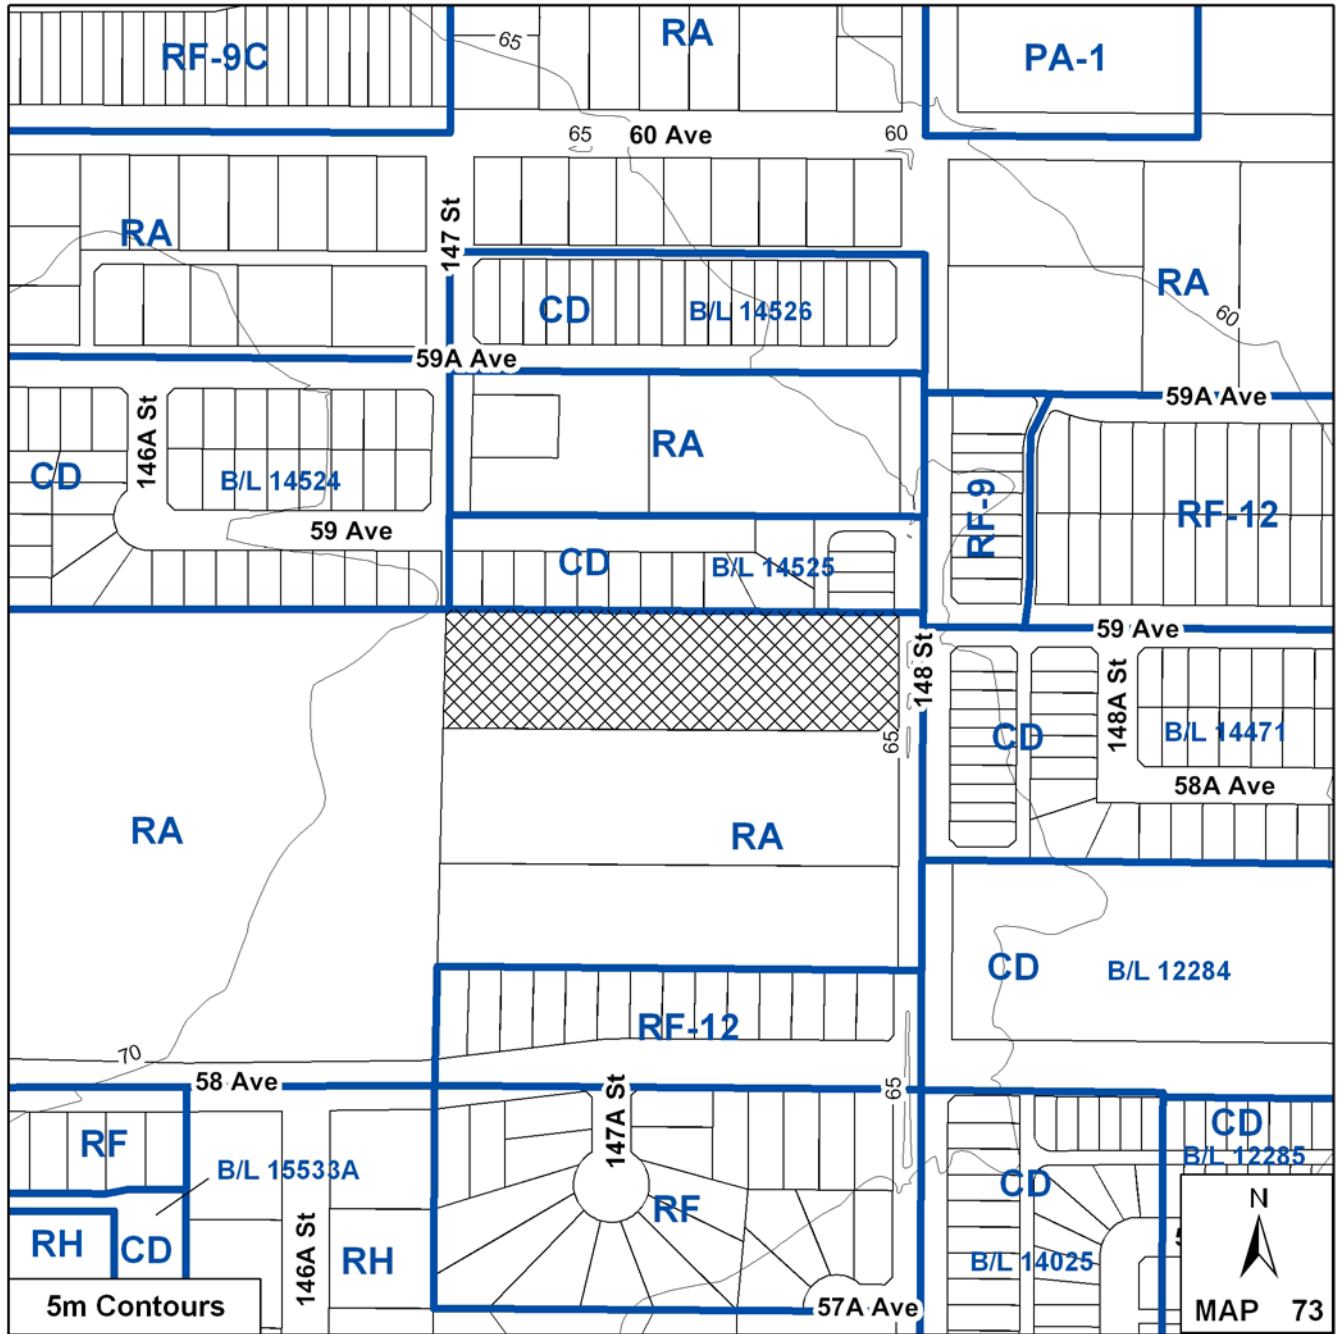 RF-9C
65
RA
PA-1
65
60 Ave
60
RA
147 St
CD
B/L 14526
RA
60
59A Ave
59A Ave
146A St
CD
B/L 14524
RA
RF-9
RF-12
59 Ave
CD
B/L 14525
59 Ave
148 St
148A St
CD
B/L 14471
65
58A Ave
RA
RA
CD
B/L 12284
RF-12
70
58 Ave
147A St
65
RF
B/L 15533A
CD
B/L 12285
CD
RF
RH
CD
146A St
RH
B/L 14025
5
N
5m Contours
57A Ave
MAP 73